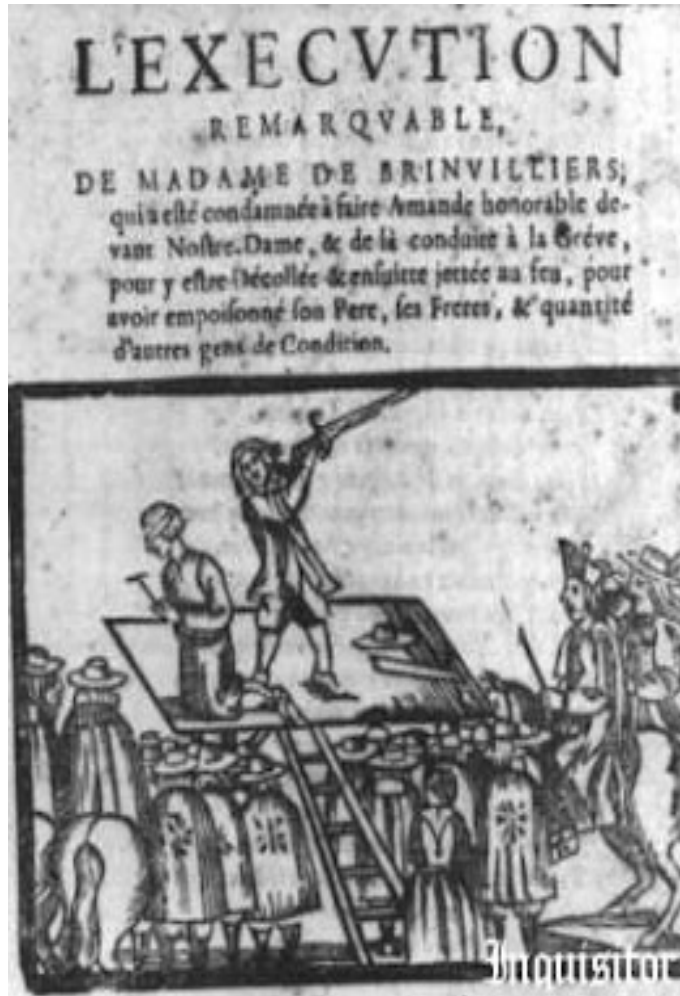 L'EXECVTION
REMARQVABLE,
DE MADAME DE BRINVILLIERS;
qui a esté condamnée à faire Amande honorable de-
vant Nostre-Dame, & de là conduite à la Gréve,
pour y estre Décollée & ensuitte jettée au feu, pour
avoir empoisonné son Pere, ses Freres, & quantité
d'autres gens de Condition.
Inquisitor